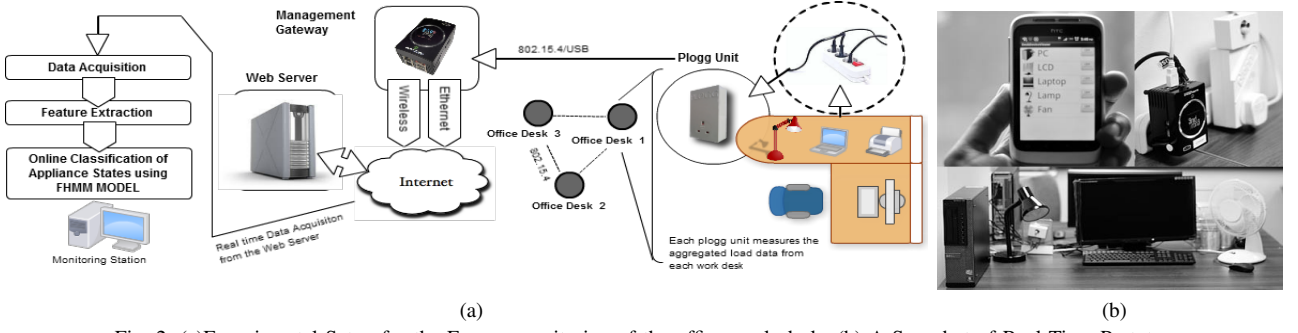 Management
Gateway
Data Acquisition
Feature Extraction
Online Classification of
Appliance States using
FHMM MODEL
Monitoring Station
Web Server
Real time Data Acquisiton
from the Web Server
Wireless
Ethernet
Internet
802.15.4/USB
Office Desk 3
Office Desk 1
802.15.4
Office Desk 2
Plogg Unit
Each plogg unit measures the
aggregated load data from
each work desk
hTC
PC
LCD
Laptop
Lamp
Fan
(a)
(b)